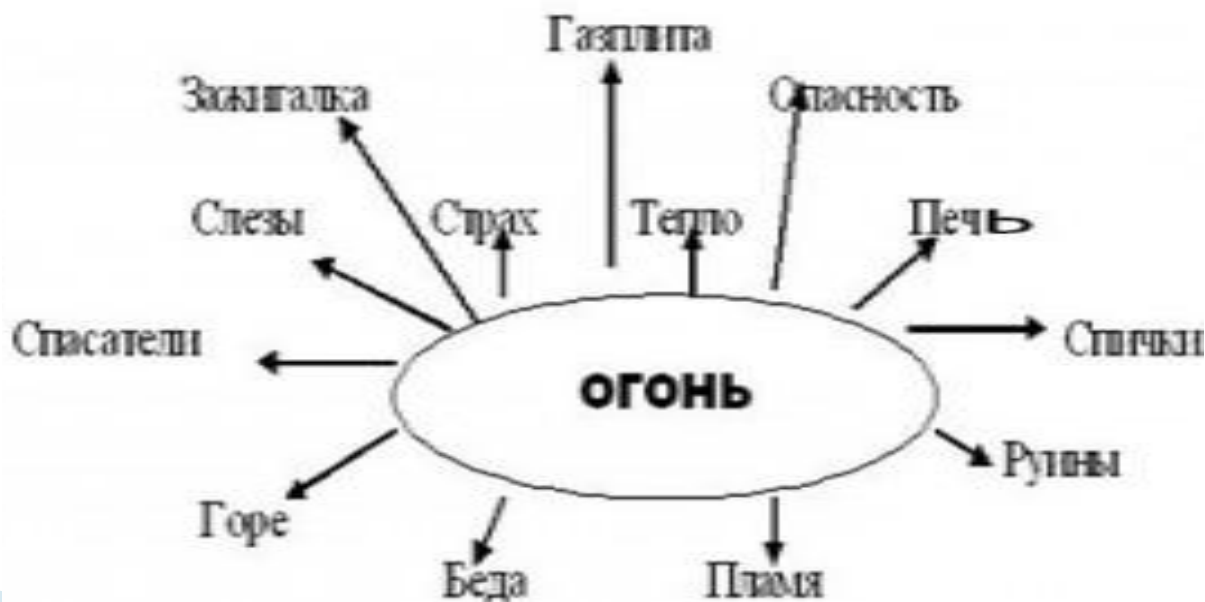 Газплита
Зажигалка
Опасность
Слезы
Страх
Тепло
Печь
Спасатели
Спички
огонь
Руины
Горе
Беда
Пламя